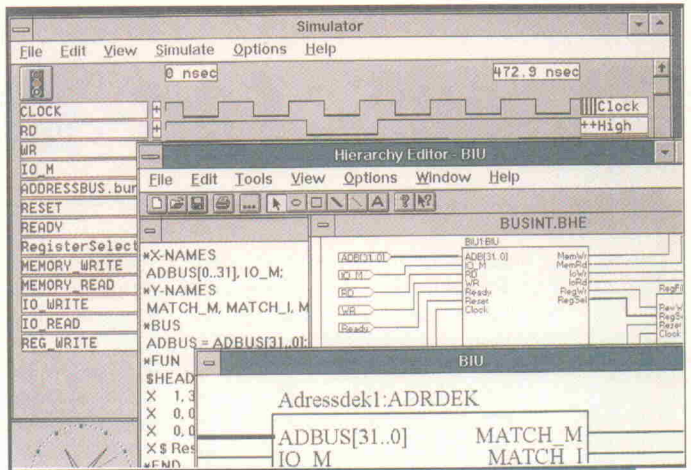 Simulator
File Edit View Simulate Options Help
0 nsec 472.9 nsec
CLOCK + Clock
RD + ++High
WR
IO_M
ADDRESSBUS.bur
RESET
READY
RegisterSelect
MEMORY_WRITE
MEMORY_READ
IO_WRITE
IO_READ
REG_WRITE
Hierarchy Editor - BIU
File Edit Tools View Options Window Help
... A ? ?
*X-NAMES
ADBUS[0..31], IO_M;
*Y-NAMES
MATCH_M, MATCH_I, M
*BUS
ADBUS = ADBUS[31..0];
*FUN
$HEAD
X 1, 3
X 0, 0
X 0, 0
X$ Res
*END
BUSINT.BHE
BIU1:BIU
ADB[31..0]
IO_M
RD
WR
Ready
ADB[31..0]
IO_M
RD
WR
Ready
Reset
Clock
MemWr
MemRd
IoWr
IoRd
RegWr
RegSel
RegFi
RegSe
Reset
Clock
BIU
Adressdek1:ADRDEK
ADBUS[31..0] MATCH_M
IO_M MATCH_I